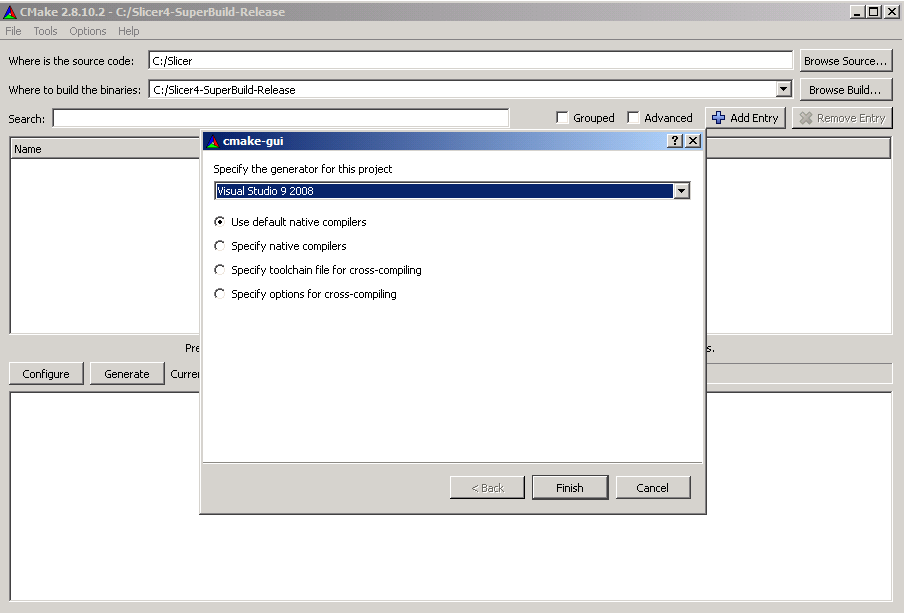 CMake 2.8.10.2 - C:/Slicer4-SuperBuild-Release
File Tools Options Help
Where is the source code: C:/Slicer Browse Source...
Where to build the binaries: C:/Slicer4-SuperBuild-Release Browse Build...
Search: Grouped Advanced Add Entry Remove Entry
Name
cmake-gui
Specify the generator for this project
Visual Studio 9 2008
Use default native compilers
Specify native compilers
Specify toolchain file for cross-compiling
Specify options for cross-compiling
Pre s.
Configure Generate Curre
< Back Finish Cancel